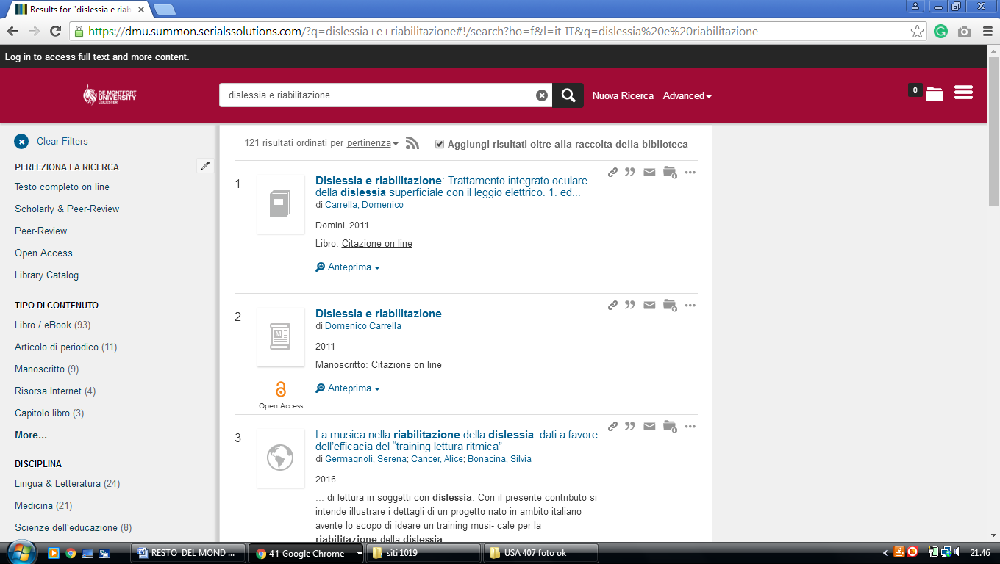 Results for "dislessia e riab
https://dmu.summon.serialssolutions.com/?q=dislessia+e+riabilitazione#!/search?ho=f&l=it-IT&q=dislessia%20e%20riabilitazione
Log in to access full text and more content.
DE MONTFORT
UNIVERSITY
LEICESTER
dislessia e riabilitazione
Nuova Ricerca
Advanced
0
Clear Filters
PERFEZIONA LA RICERCA
Testo completo on line
Scholarly & Peer-Review
Peer-Review
Open Access
Library Catalog
TIPO DI CONTENUTO
Libro / eBook (93)
Articolo di periodico (11)
Manoscritto (9)
Risorsa Internet (4)
Capitolo libro (3)
More...
DISCIPLINA
Lingua & Letteratura (24)
Medicina (21)
Scienze dell'educazione (8)
121 risultati ordinati per pertinenza
Aggiungi risultati oltre alla raccolta della biblioteca
1
Dislessia e riabilitazione: Trattamento integrato oculare
della dislessia superficiale con il leggio elettrico. 1. ed...
di Carrella, Domenico
Domini, 2011
Libro: Citazione on line
Anteprima
2
Dislessia e riabilitazione
di Domenico Carrella
2011
Manoscritto: Citazione on line
M
Anteprima
Open Access
3
La musica nella riabilitazione della dislessia: dati a favore
dell'efficacia del “training lettura ritmica”
di Germagnoli, Serena; Cancer, Alice; Bonacina, Silvia
2016
... di lettura in soggetti con dislessia. Con il presente contributo si
intende illustrare i dettagli di un progetto nato in ambito italiano
avente lo scopo di ideare un training musi- cale per la
riabilitazione della dislessia
RESTO DEL MOND ...
41 Google Chrome
siti 1019
USA 407 foto ok
21.46